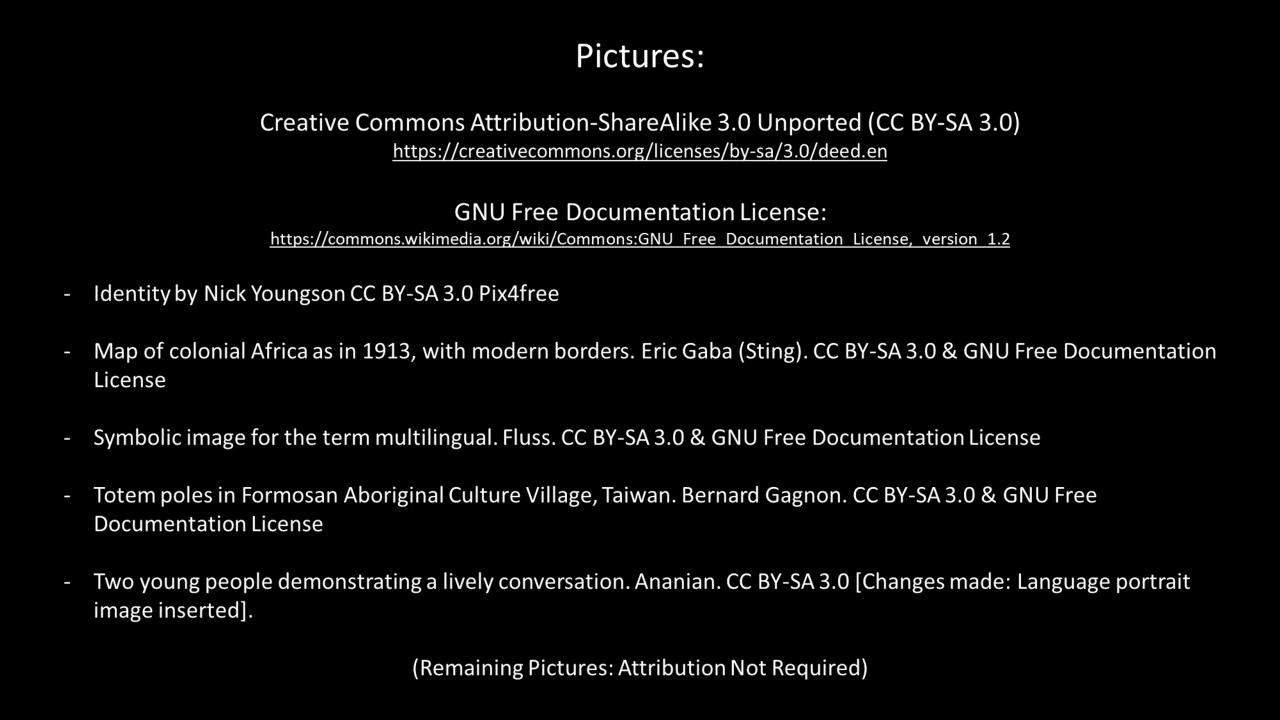 Pictures:
Creative Commons Attribution-ShareAlike 3.0 Unported (CC BY-SA 3.0)
https://creativecommons.org/licenses/by-sa/3.0/deed.en
GNU Free Documentation License:
https://commons.wikimedia.org/wiki/Commons:GNU_Free_Documentation_License,_version_1.2
- Identity by Nick Youngson CC BY-SA 3.0 Pix4free
- Map of colonial Africa as in 1913, with modern borders. Eric Gaba (Sting). CC BY-SA 3.0 & GNU Free Documentation
License
- Symbolic image for the term multilingual. Fluss. CC BY-SA 3.0 & GNU Free Documentation License
- Totem poles in Formosan Aboriginal Culture Village, Taiwan. Bernard Gagnon. CC BY-SA 3.0 & GNU Free
Documentation License
- Two young people demonstrating a lively conversation. Ananian. CC BY-SA 3.0 [Changes made: Language portrait
image inserted].
(Remaining Pictures: Attribution Not Required)